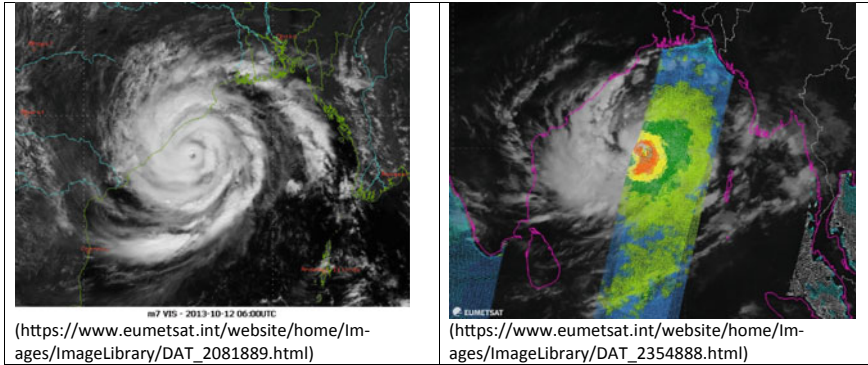 m7 VIS - 2013-10-12 06:00UTC
(https://www.eumetsat.int/website/home/Im-
ages/ImageLibrary/DAT_2081889.html)
EUMETSAT
(https://www.eumetsat.int/website/home/Im-
ages/ImageLibrary/DAT_2354888.html)